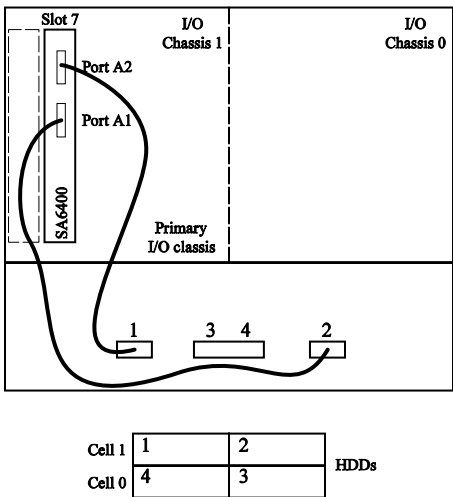 Slot 7
I/O
Chassis 1
I/O
Chassis 0
Port A2
Port A1
SA6400
Primary
I/O classis
1
3 4
2
Cell 1
1
2
Cell 0
4
3
HDDs